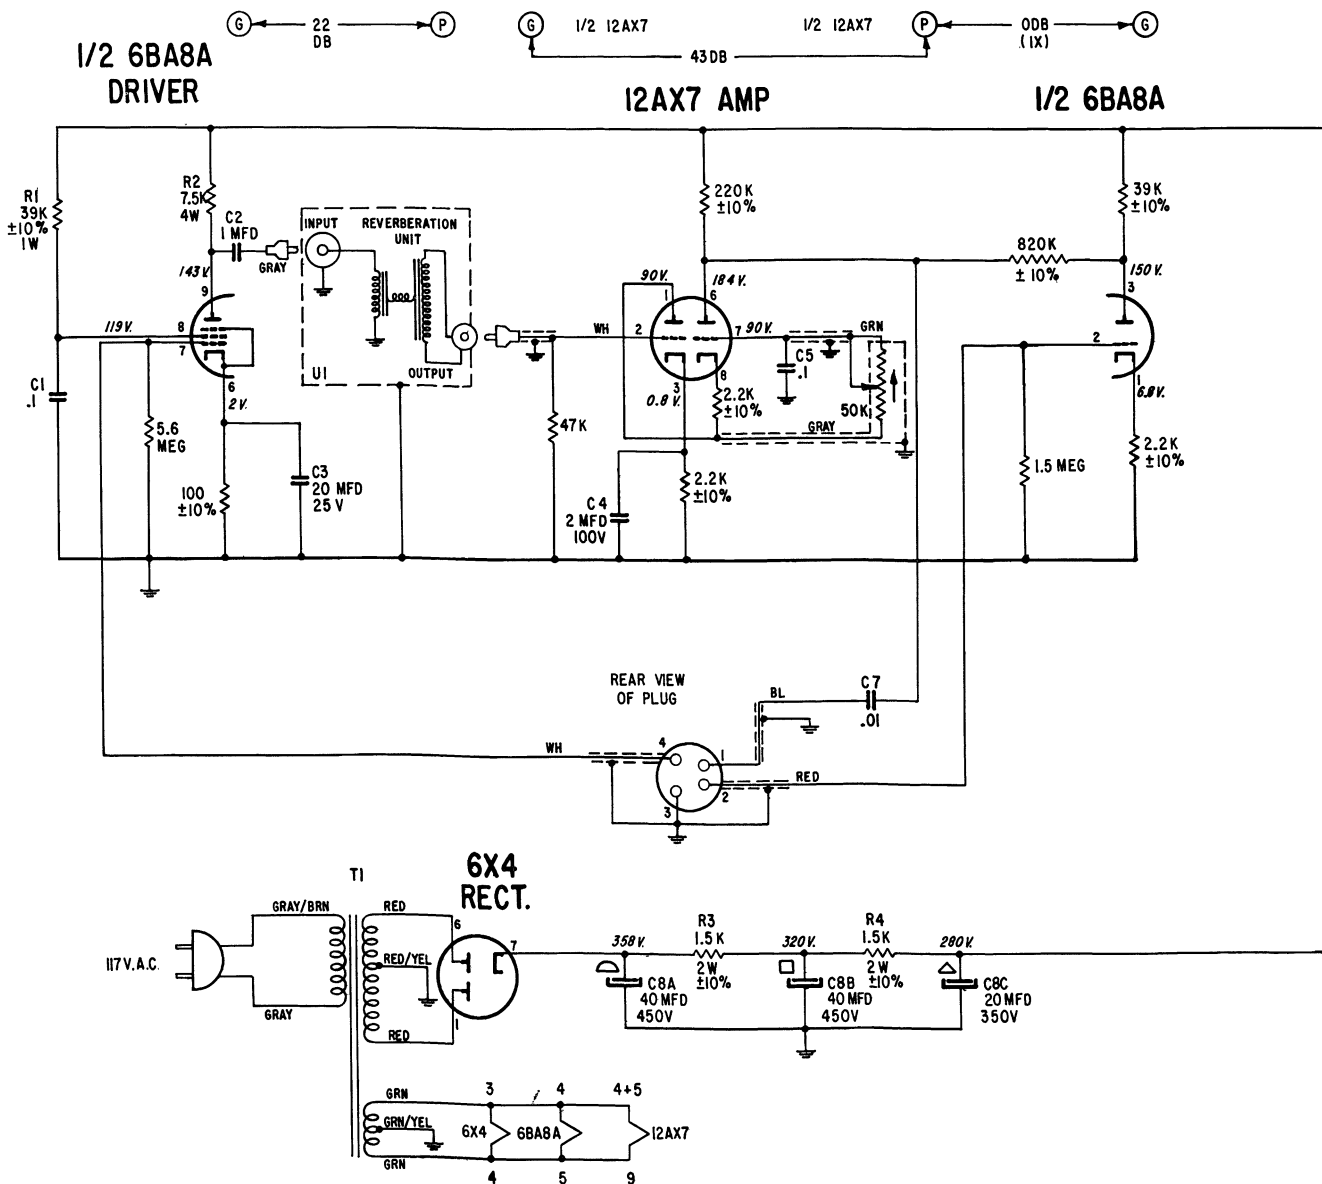 G 22 DB P G 1/2 12AX7 1/2 12AX7 P 0DB (1X) G
43DB
1/2 6BA8A
DRIVER
12AX7 AMP
1/2 6BA8A
R1
39K
±10%
1W
R2
7.5K
4W
C2
1 MFD
GRAY
143V.
9
119V.
8
7
6
2V.
C1
.1
5.6
MEG
100
±10%
C3
20 MFD
25 V
INPUT
REVERBERATION
UNIT
U1
OUTPUT
WH
47K
220K
±10%
90V.
1
184V.
6
2
7
90V.
3
0.8 V.
8
2.2K
±10%
C5
.1
GRN
50K
GRAY
2.2K
±10%
C4
2 MFD
100V
820K
±10%
39K
±10%
150V.
3
2
1
6.8V.
1.5 MEG
2.2K
±10%
REAR VIEW
OF PLUG
BL
C7
.01
WH
4
1
RED
2
3
T1
6X4
RECT.
117V.A.C.
GRAY/BRN
GRAY
RED
RED/YEL
RED
6
7
1
358V.
R3
1.5K
2W
±10%
320V.
R4
1.5K
2W
±10%
280V.
C8A
40MFD
450V
C8B
40MFD
450V
C8C
20MFD
350V
GRN
GRN/YEL
GRN
3
4
4+5
6X4
6BA8A
12AX7
4
5
9